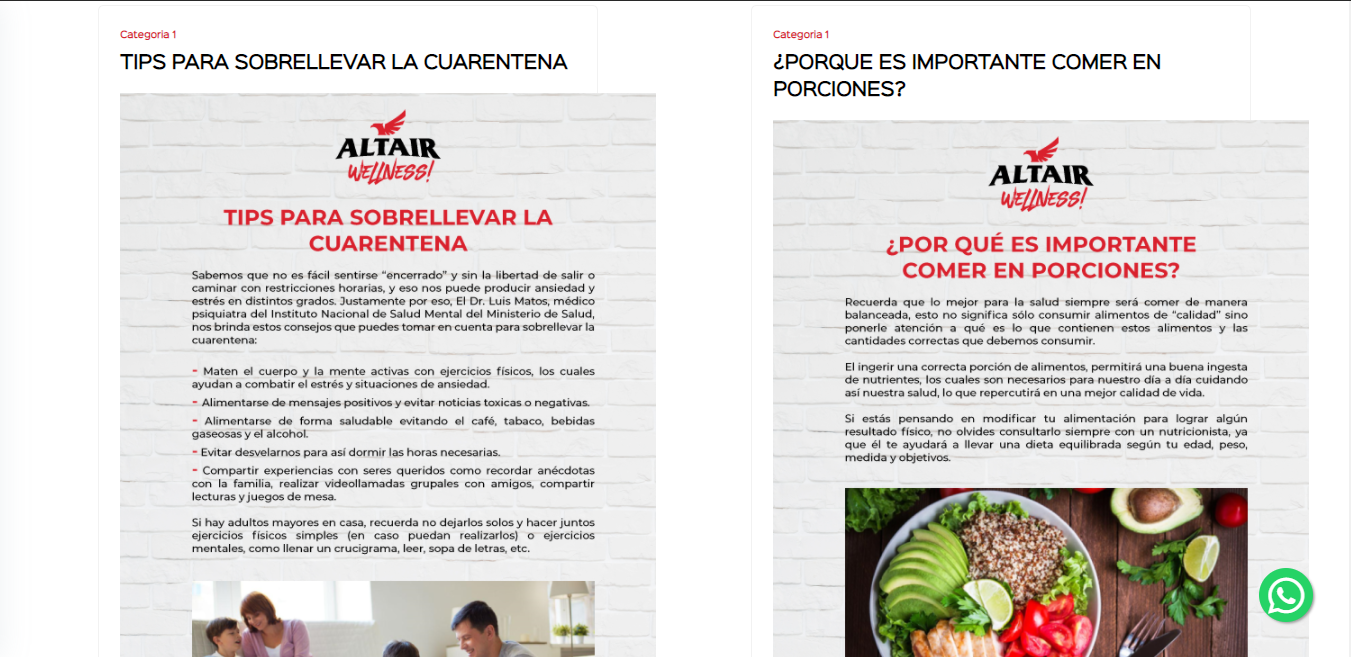 Categoria 1
TIPS PARA SOBRELLEVAR LA CUARENTENA
ALTAIR
WELLNESS!
TIPS PARA SOBRELLEVAR LA
CUARENTENA
Sabemos que no es fácil sentirse “encerrado” y sin la libertad de salir o
caminar con restricciones horarias, y eso nos puede producir ansiedad y
estrés en distintos grados. Justamente por eso, El Dr. Luis Matos, médico
psiquiatra del Instituto Nacional de Salud Mental del Ministerio de Salud,
nos brinda estos consejos que puedes tomar en cuenta para sobrellevar la
cuarentena:
- Maten el cuerpo y la mente activas con ejercicios físicos, los cuales
ayudan a combatir el estrés y situaciones de ansiedad.
- Alimentarse de mensajes positivos y evitar noticias toxicas o negativas.
- Alimentarse de forma saludable evitando el café, tabaco, bebidas
gaseosas y el alcohol.
- Evitar desvelarnos para así dormir las horas necesarias.
- Compartir experiencias con seres queridos como recordar anécdotas
con la familia, realizar videollamadas grupales con amigos, compartir
lecturas y juegos de mesa.
Si hay adultos mayores en casa, recuerda no dejarlos solos y hacer juntos
ejercicios físicos simples (en caso puedan realizarlos) o ejercicios
mentales, como llenar un crucigrama, leer, sopa de letras, etc.
Categoria 1
¿PORQUE ES IMPORTANTE COMER EN
PORCIONES?
ALTAIR
WELLNESS!
¿POR QUÉ ES IMPORTANTE
COMER EN PORCIONES?
Recuerda que lo mejor para la salud siempre será comer de manera
balanceada, esto no significa sólo consumir alimentos de “calidad” sino
ponerle atención a qué es lo que contienen estos alimentos y las
cantidades correctas que debemos consumir.
El ingerir una correcta porción de alimentos, permitirá una buena ingesta
de nutrientes, los cuales son necesarios para nuestro día a día cuidando
así nuestra salud, lo que repercutirá en una mejor calidad de vida.
Si estás pensando en modificar tu alimentación para lograr algún
resultado físico, no olvides consultarlo siempre con un nutricionista, ya
que él te ayudará a llevar una dieta equilibrada según tu edad, peso,
medida y objetivos.